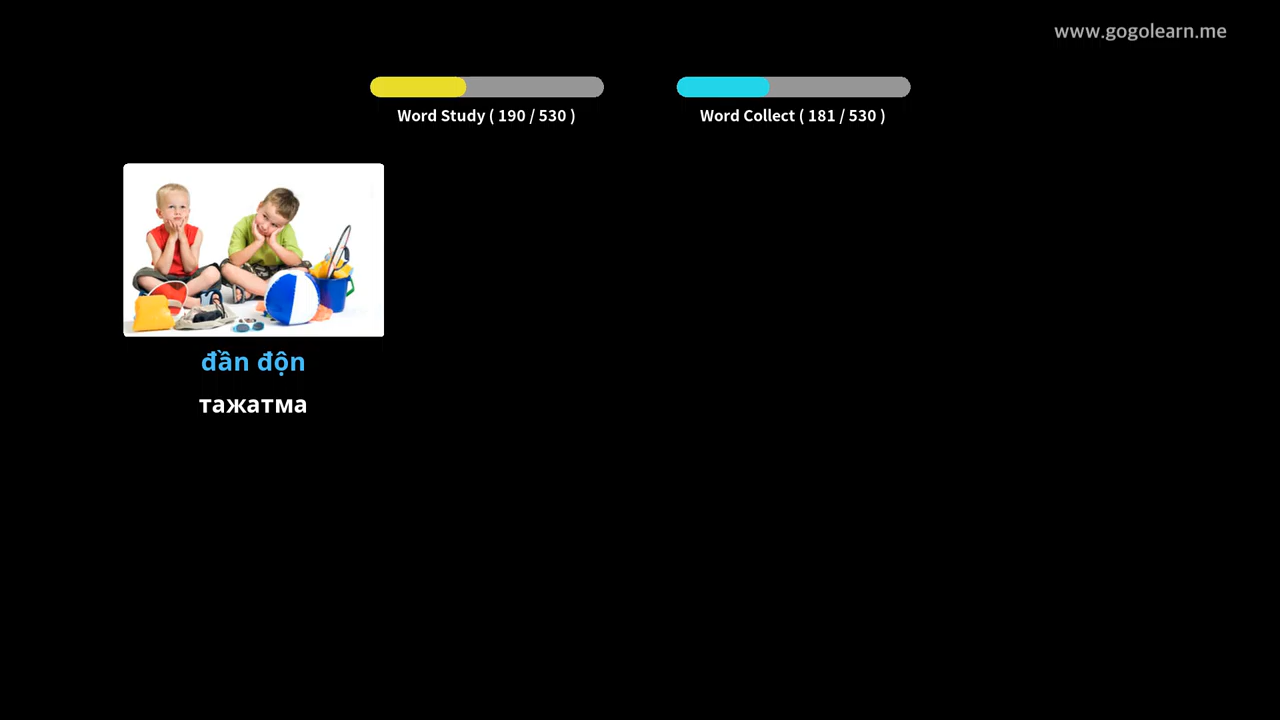 www.gogolearn.me
Word Study ( 190 / 530 )
Word Collect ( 181 / 530 )
đần độn
тажатма